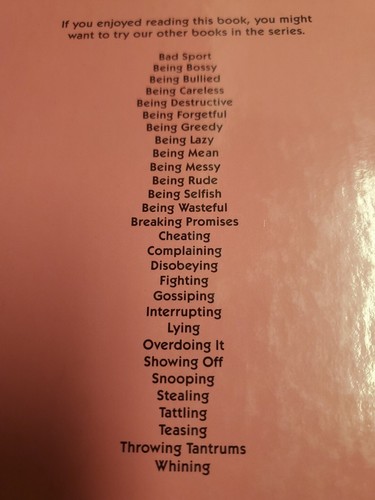 If you enjoyed reading this book, you might
want to try our other books in the series.
Bad Sport
Being Bossy
Being Bullied
Being Careless
Being Destructive
Being Forgetful
Being Greedy
Being Lazy
Being Mean
Being Messy
Being Rude
Being Selfish
Being Wasteful
Breaking Promises
Cheating
Complaining
Disobeying
Fighting
Gossiping
Interrupting
Lying
Overdoing It
Showing Off
Snooping
Stealing
Tattling
Teasing
Throwing Tantrums
Whining